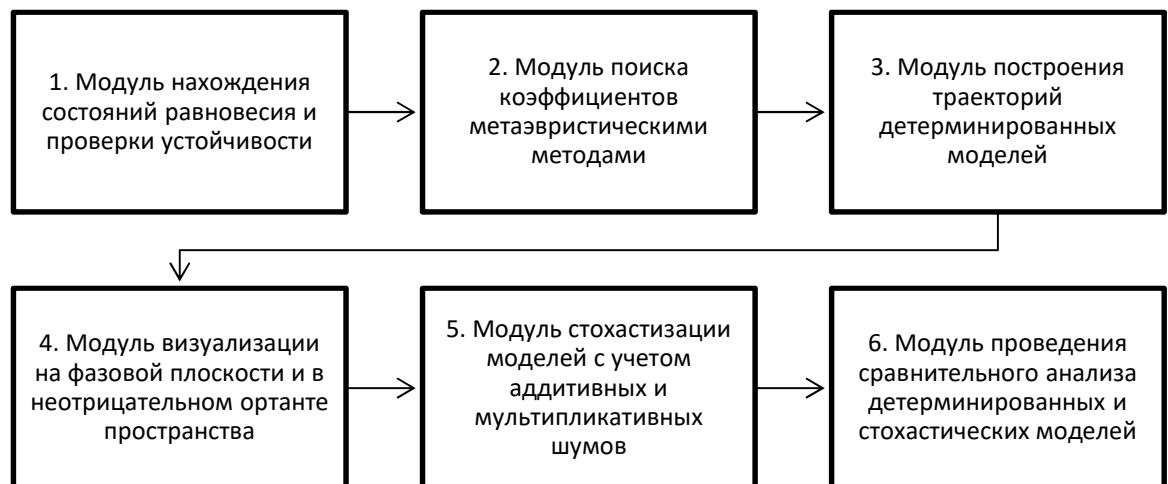 1. Модуль нахождения
состояний равновесия и
проверки устойчивости
2. Модуль поиска
коэффициентов
метаэвристическими
методами
3. Модуль построения
траекторий
детерминированных
моделей
4. Модуль визуализации
на фазовой плоскости и в
неотрицательном ортанте
пространства
5. Модуль стохастизации
моделей с учетом
аддитивных и
мультипликативных
шумов
6. Модуль проведения
сравнительного анализа
детерминированных и
стохастических моделей